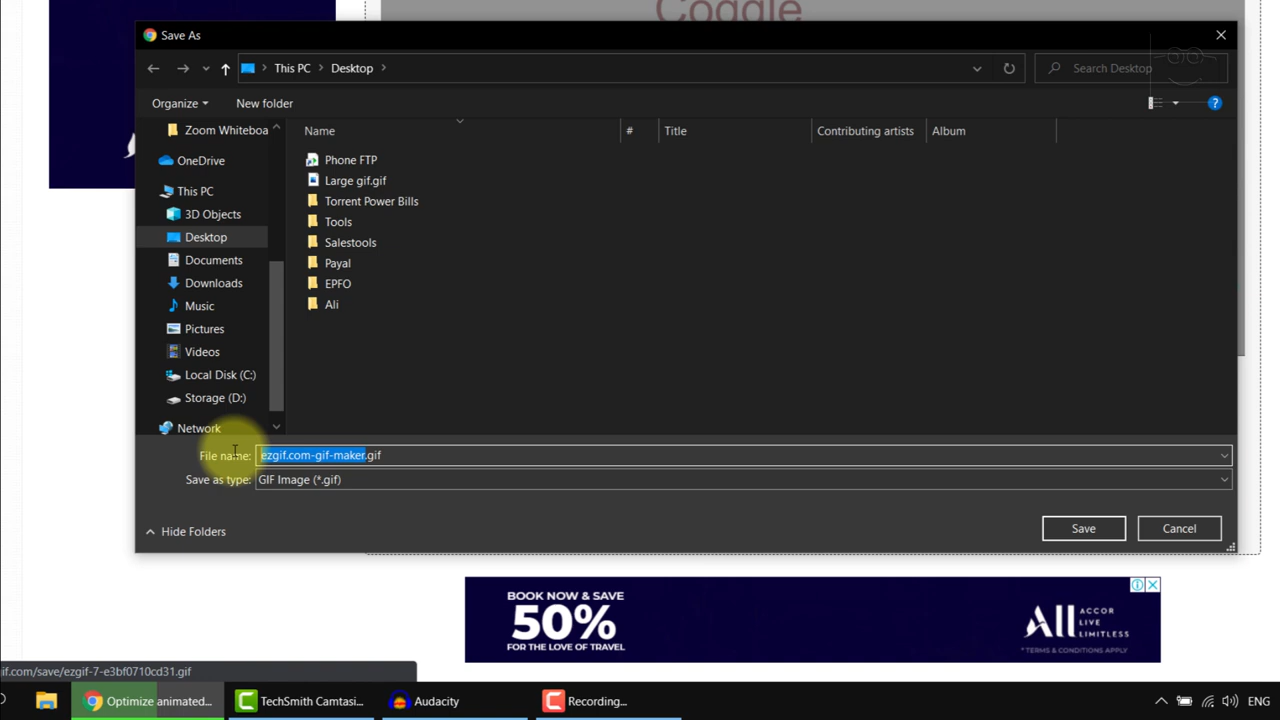 Coggle
Save As
This PC
Desktop
Search Desktop
Organize
New folder
Zoom Whiteboa
OneDrive
This PC
3D Objects
Desktop
Documents
Downloads
Music
Pictures
Videos
Local Disk (C:)
Storage (D:)
Network
Name
#
Title
Contributing artists
Album
Phone FTP
Large gif.gif
Torrent Power Bills
Tools
Salestools
Payal
EPFO
Ali
File name: ezgif.com-gif-maker.gif
Save as type: GIF Image (*.gif)
Hide Folders
Save
Cancel
BOOK NOW & SAVE
50%
FOR THE LOVE OF TRAVEL
ALL ACCOR
LIVE
LIMITLESS
* TERMS & CONDITIONS APPLY
if.com/save/ezgif-7-e3bf0710cd31.gif
Optimize animated...
TechSmith Camtasi...
Audacity
Recording...
ENG